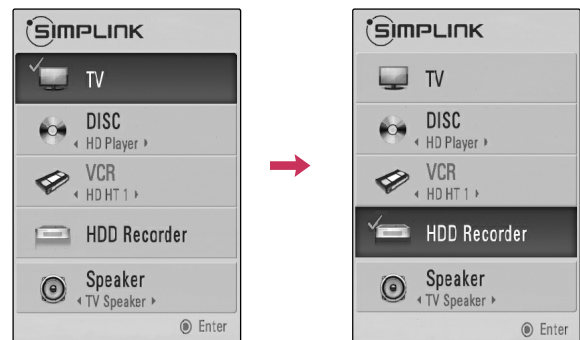 SIMPLINK
TV
DISC
◀ HD Player ▶
VCR
◀ HD HT 1 ▶
HDD Recorder
Speaker
◀ TV Speaker ▶
◉ Enter
SIMPLINK
TV
DISC
◀ HD Player ▶
VCR
◀ HD HT 1 ▶
HDD Recorder
Speaker
◀ TV Speaker ▶
◉ Enter